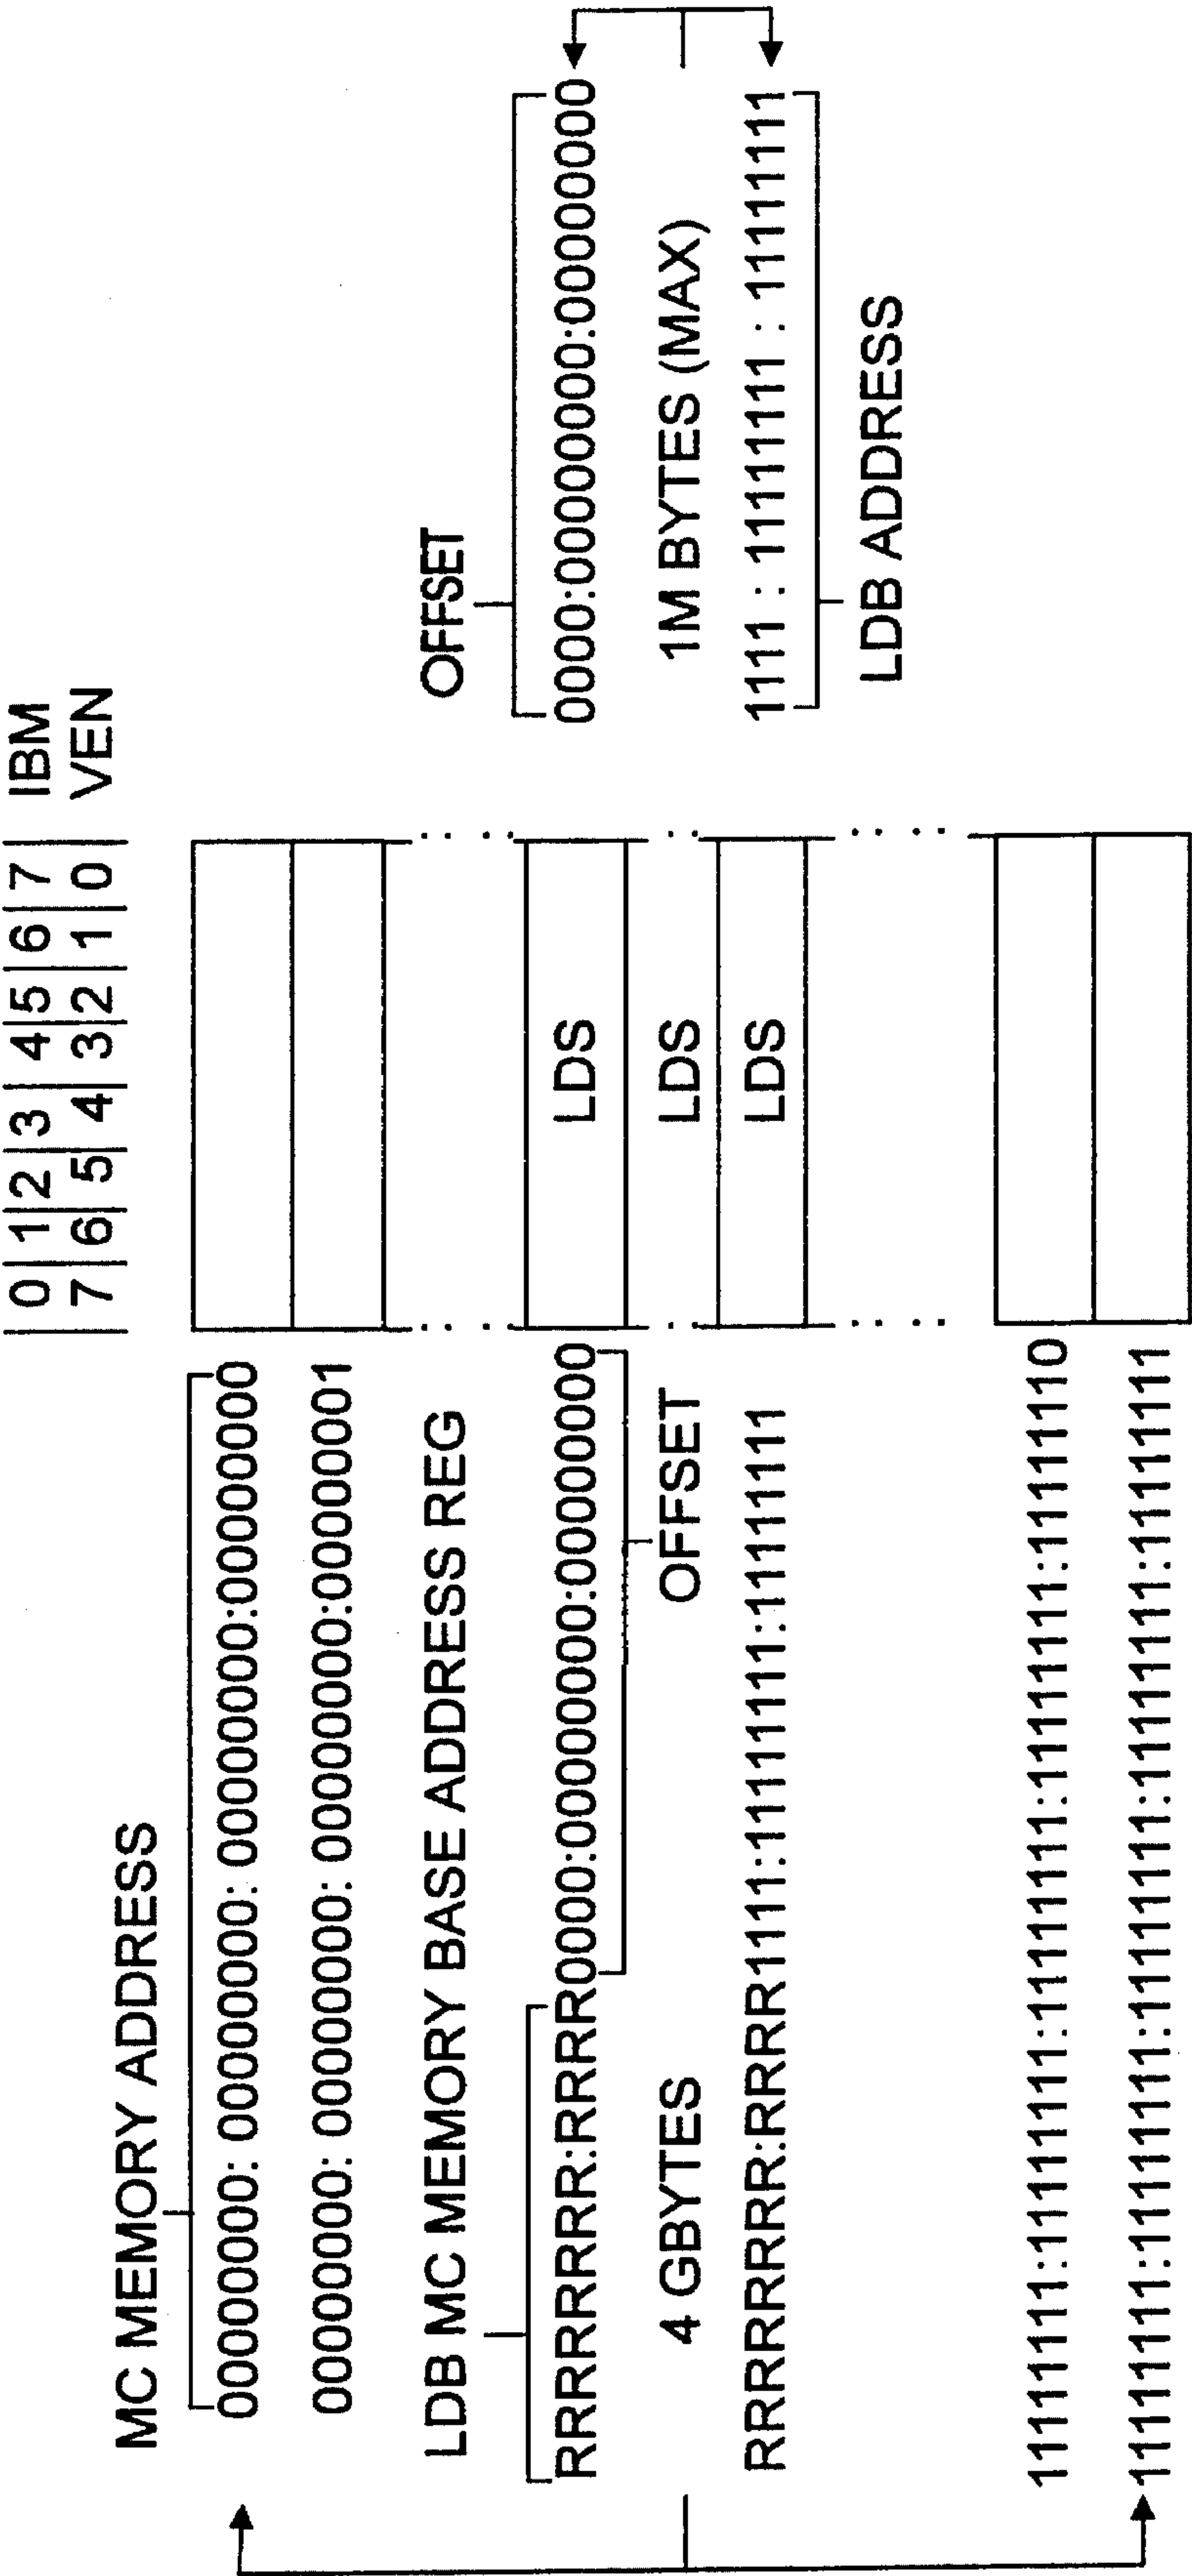 |0|1|2|3|4|5|6|7| IBM
|7|6|5|4|3|2|1|0| VEN
MC MEMORY ADDRESS
00000000: 00000000: 00000000:00000000
00000000: 00000000: 00000000:00000001
LDB MC MEMORY BASE ADDRESS REG
OFFSET
RRRRRRRR:RRRR0000:00000000:00000000
LDS
0000:00000000:00000000
4 GBYTES
OFFSET
LDS
1M BYTES (MAX)
RRRRRRRR:RRRR1111:11111111:11111111
LDS
1111 : 11111111 : 11111111
LDB ADDRESS
11111111:11111111:11111111:11111110
11111111:11111111:11111111:11111111